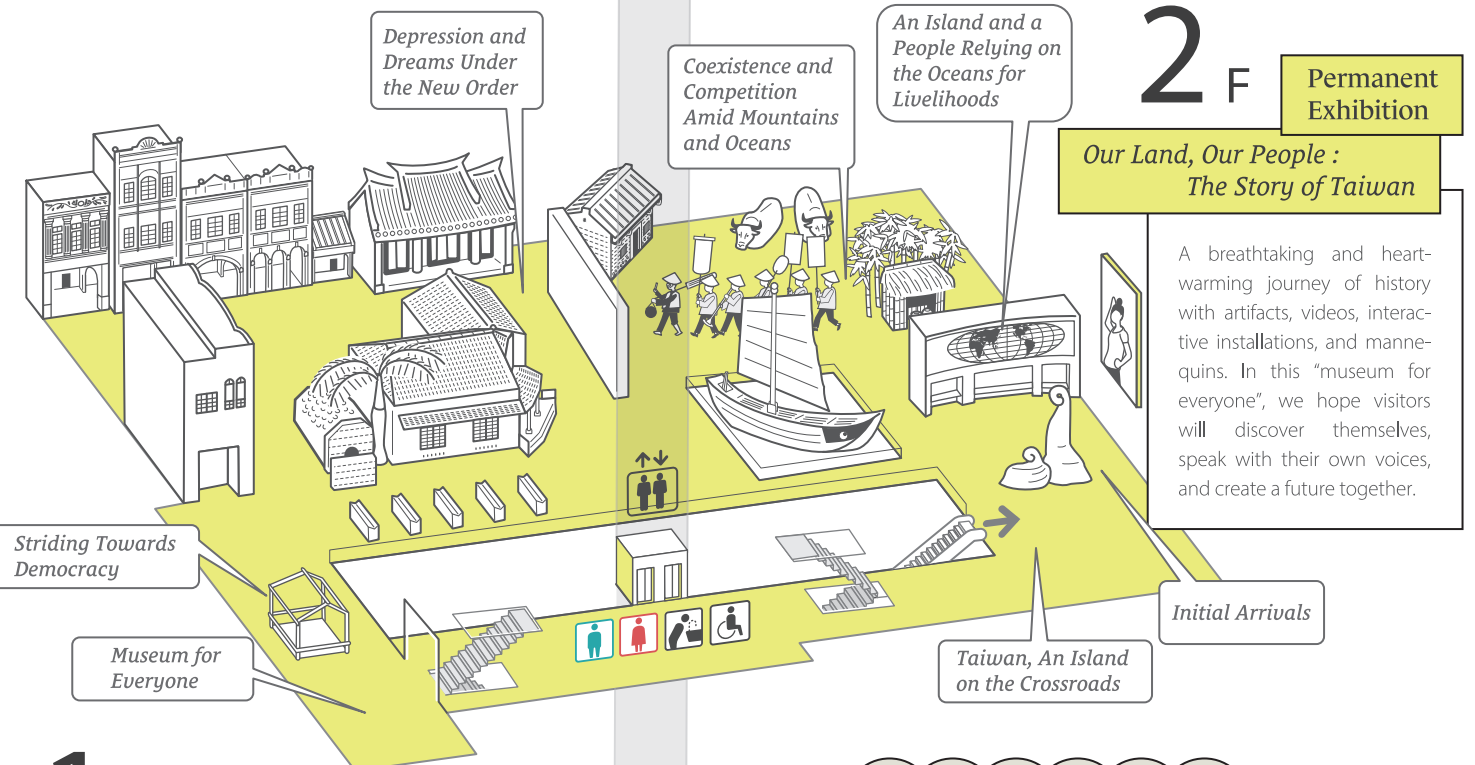 Depression and
Dreams Under
the New Order
Coexistence and
Competition
Amid Mountains
and Oceans
An Island and a
People Relying on
the Oceans for
Livelihoods
2 F
Permanent
Exhibition
Our Land, Our People :
The Story of Taiwan
A breathtaking and heart-
warming journey of history
with artifacts, videos, interac-
tive installations, and manne-
quins. In this “museum for
everyone”, we hope visitors
will discover themselves,
speak with their own voices,
and create a future together.
Striding Towards
Democracy
Museum for
Everyone
Initial Arrivals
Taiwan, An Island
on the Crossroads